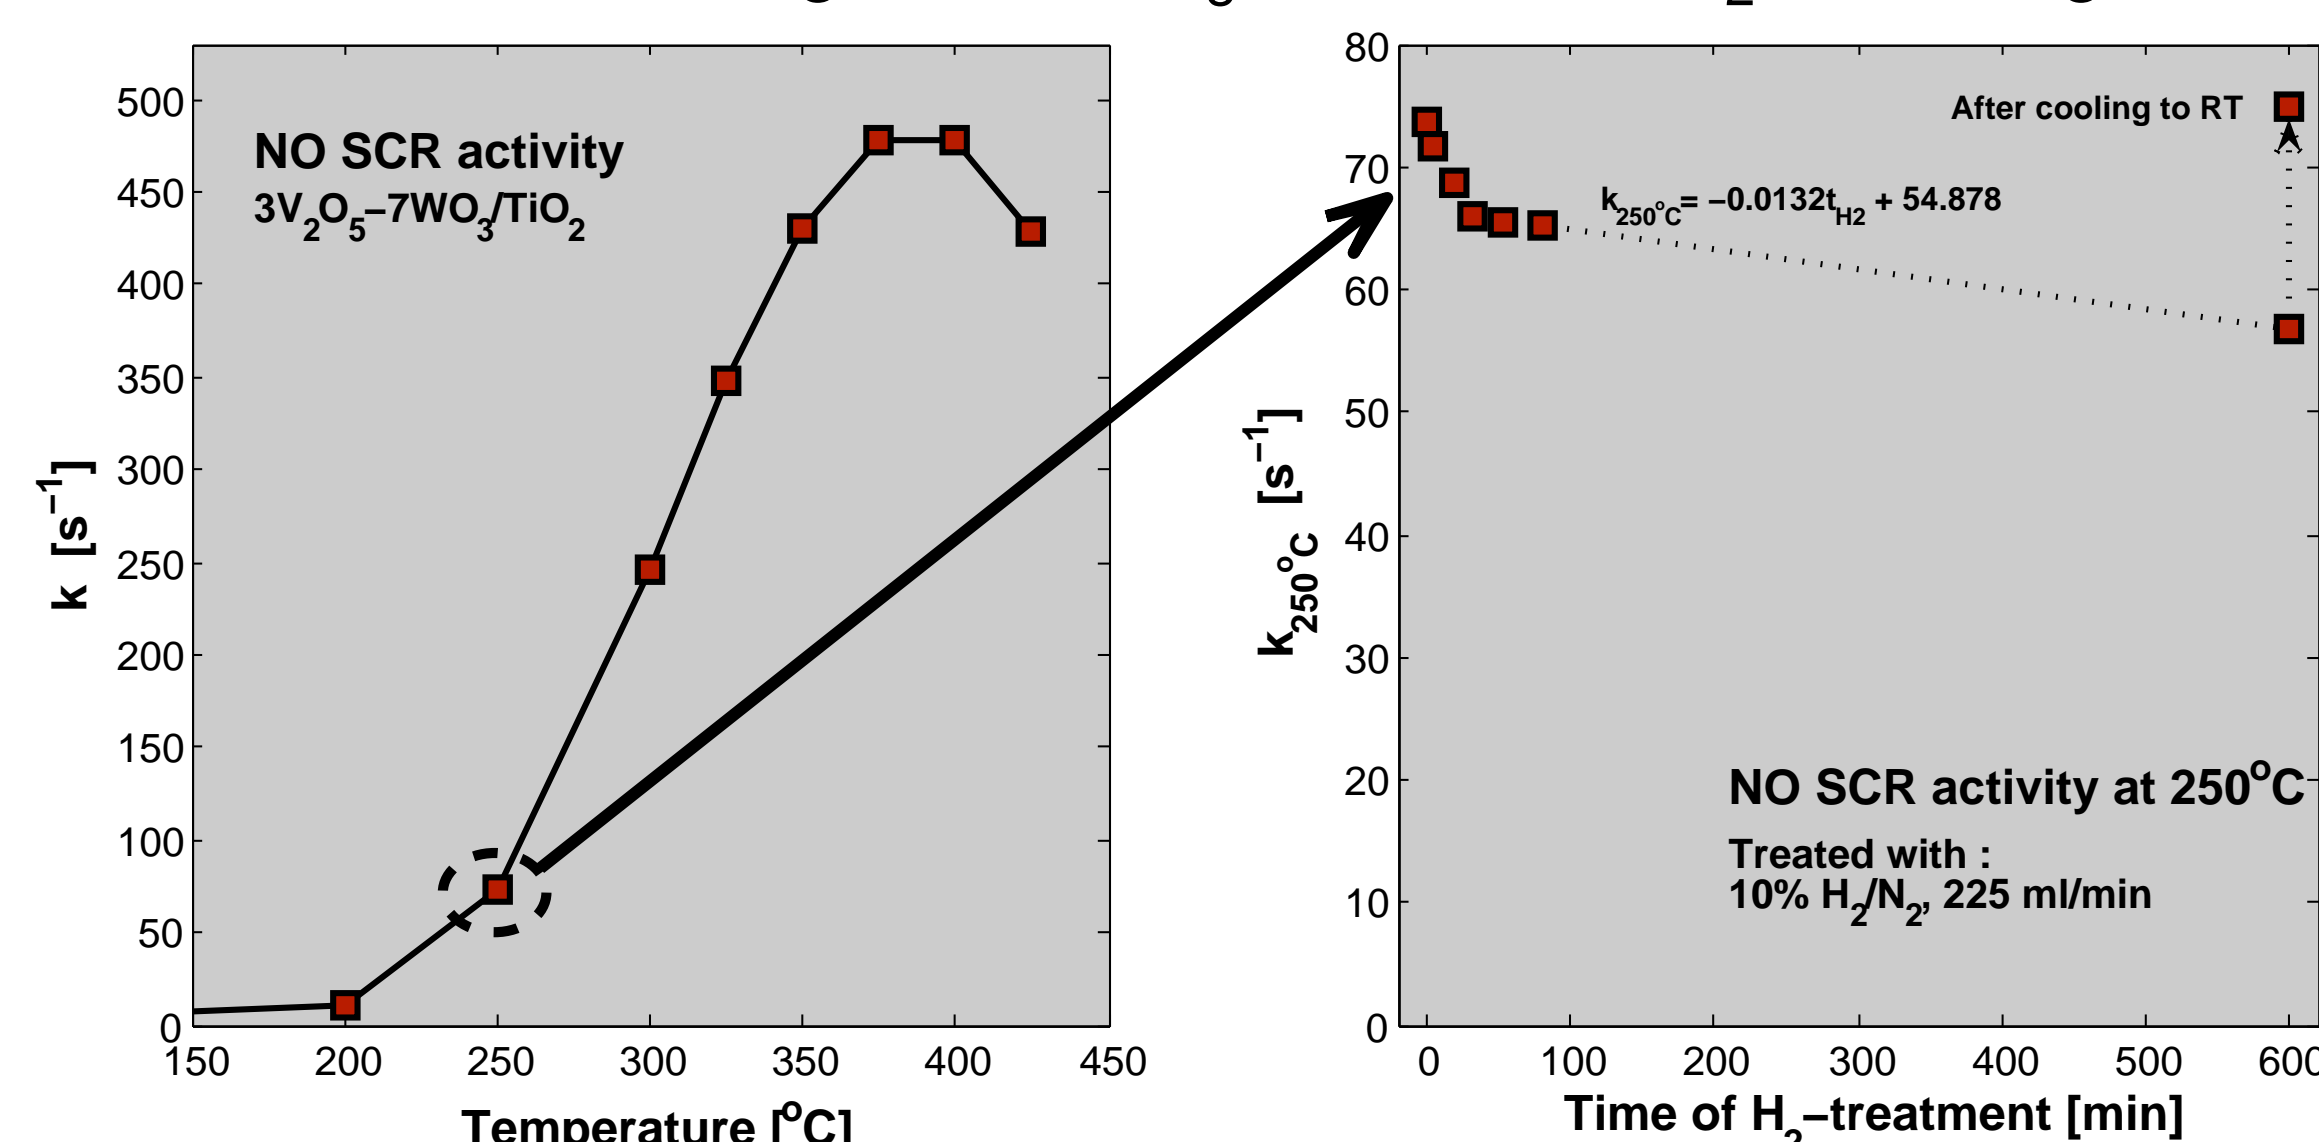 NO SCR activity
3V2O5–7WO3/TiO2
k [s–1]
500
450
400
350
300
250
200
150
100
50
0
150 200 250 300 350 400 450
Temperature [oC]
80
70
60
50
40
30
20
10
0
k250oC [s–1]
After cooling to RT
k250oC= –0.0132tH2 + 54.878
NO SCR activity at 250oC
Treated with :
10% H2/N2, 225 ml/min
0 100 200 300 400 500 600
Time of H2–treatment [min]